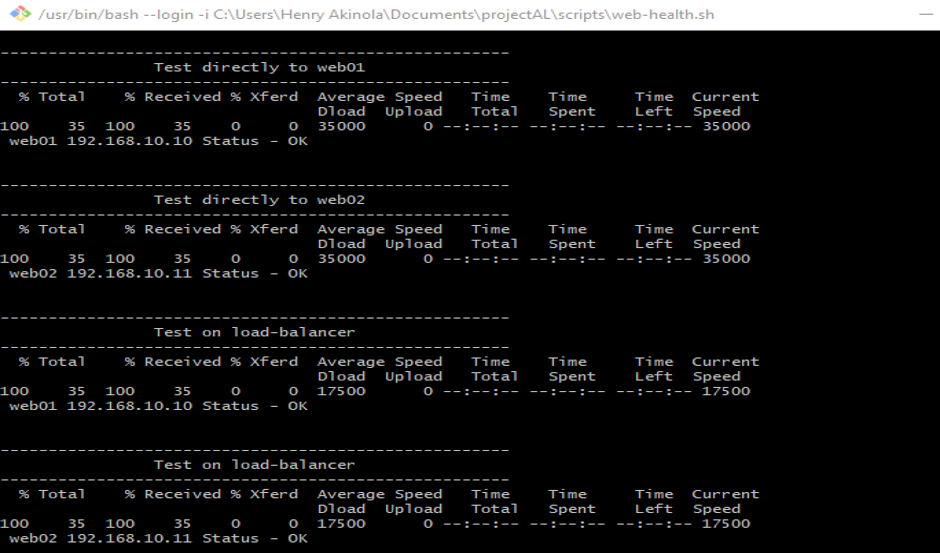 /usr/bin/bash --login -i C:\Users\Henry Akinola\Documents\projectAL\scripts\web-health.sh
-----------------------------------------------------
                Test directly to web01
-----------------------------------------------------
  % Total    % Received % Xferd  Average Speed   Time    Time     Time  Current
                                 Dload  Upload   Total   Spent    Left  Speed
100    35  100    35    0     0  35000      0 --:--:-- --:--:-- --:--:-- 35000
 web01 192.168.10.10 Status - OK
-----------------------------------------------------
                Test directly to web02
-----------------------------------------------------
  % Total    % Received % Xferd  Average Speed   Time    Time     Time  Current
                                 Dload  Upload   Total   Spent    Left  Speed
100    35  100    35    0     0  35000      0 --:--:-- --:--:-- --:--:-- 35000
 web02 192.168.10.11 Status - OK
-----------------------------------------------------
                Test on load-balancer
-----------------------------------------------------
  % Total    % Received % Xferd  Average Speed   Time    Time     Time  Current
                                 Dload  Upload   Total   Spent    Left  Speed
100    35  100    35    0     0  17500      0 --:--:-- --:--:-- --:--:-- 17500
 web01 192.168.10.10 Status - OK
-----------------------------------------------------
                Test on load-balancer
-----------------------------------------------------
  % Total    % Received % Xferd  Average Speed   Time    Time     Time  Current
                                 Dload  Upload   Total   Spent    Left  Speed
100    35  100    35    0     0  17500      0 --:--:-- --:--:-- --:--:-- 17500
 web02 192.168.10.11 Status - OK